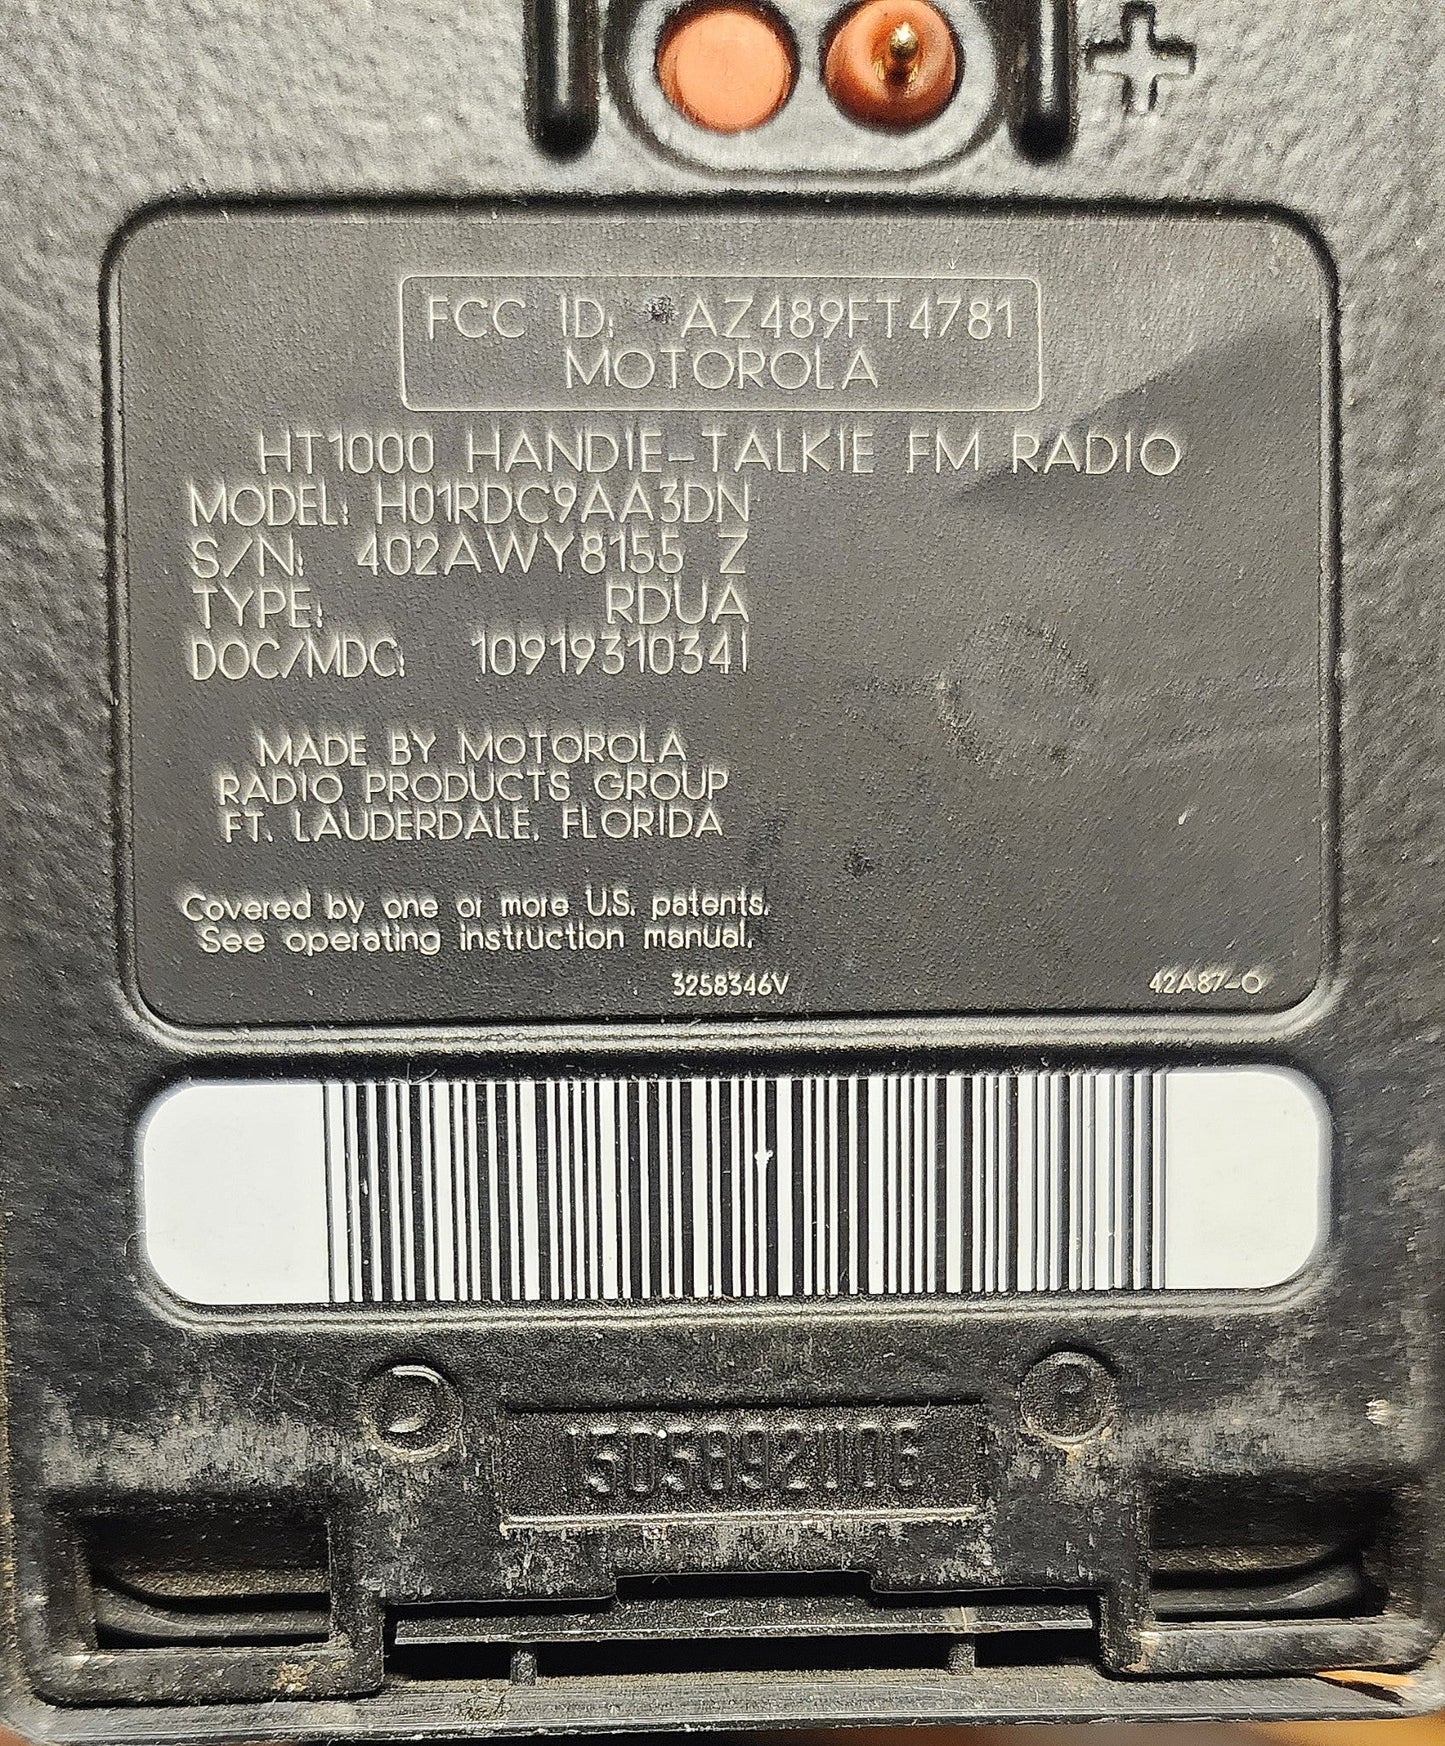 +
FCC ID: AZ489FT4781
MOTOROLA
HT1000 HANDIE-TALKIE FM RADIO
MODEL: H01RDC9AA3DN
S/N: 402AWY8155 Z
TYPE: RDUA
DOC/MDC: 10919310341
MADE BY MOTOROLA
RADIO PRODUCTS GROUP
FT. LAUDERDALE, FLORIDA
Covered by one or more U.S. patents.
See operating instruction manual.
3258346V 42A87-O
1505892U06